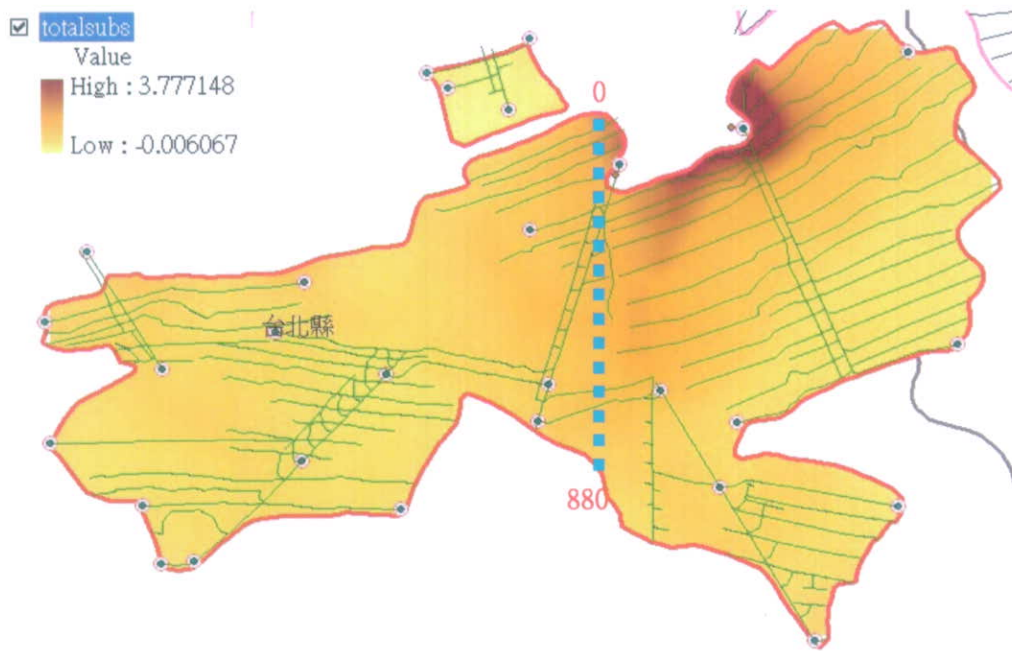 totalsubs
Value
High : 3.777148
Low : -0.006067
0
台北縣
880